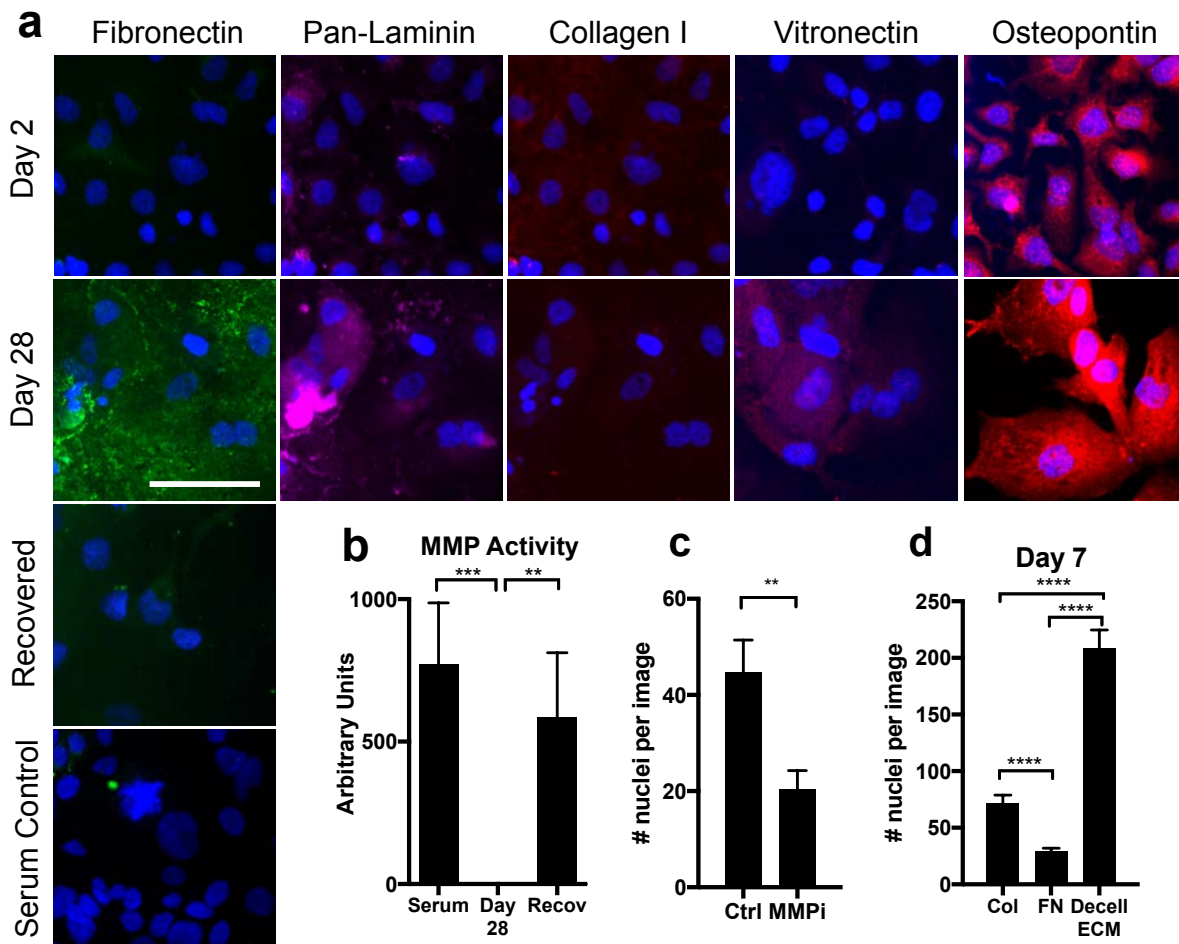 a
Fibronectin Pan-Laminin Collagen I Vitronectin Osteopontin
Day 2
Day 28
Recovered
Serum Control
b
MMP Activity
*** **
Arbitrary Units
1000
500
0
Serum Day 28 Recov
c
**
# nuclei per image
60
40
20
0
Ctrl MMPi
d
Day 7
****
****
****
# nuclei per image
250
200
150
100
50
0
Col FN Decell
ECM